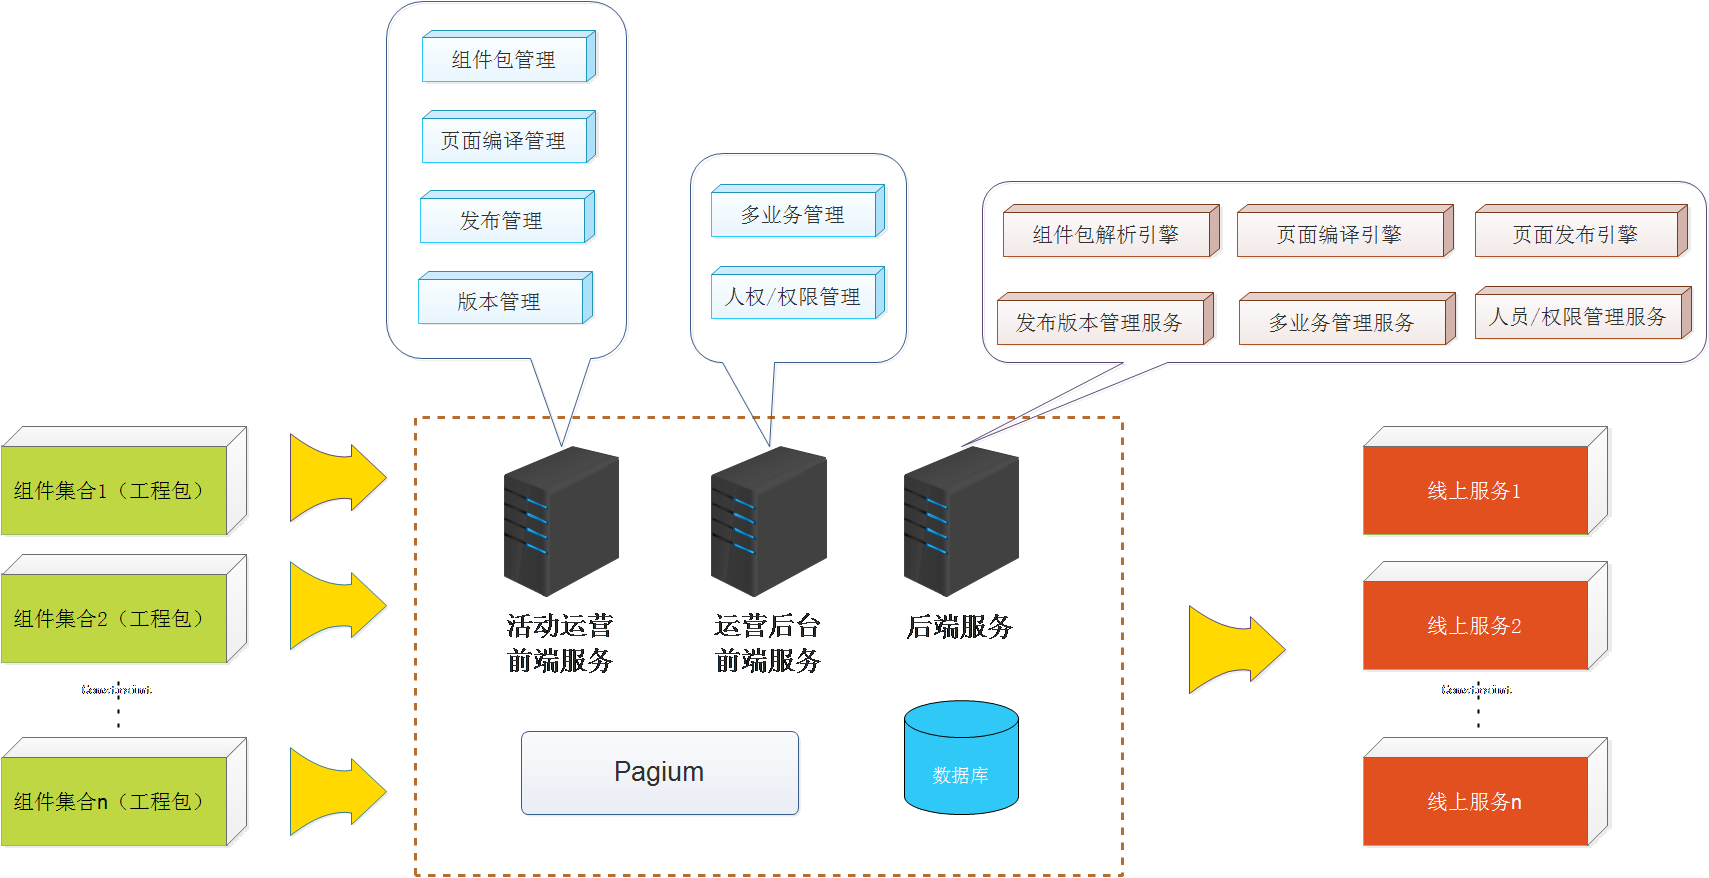 组件包管理
页面编译管理
发布管理
版本管理
多业务管理
人权/权限管理
组件包解析引擎
页面编译引擎
页面发布引擎
发布版本管理服务
多业务管理服务
人员/权限管理服务
组件集合1（工程包）
组件集合2（工程包）
Constraint
组件集合n（工程包）
活动运营
前端服务
运营后台
前端服务
后端服务
Pagium
数据库
线上服务1
线上服务2
Constraint
线上服务n